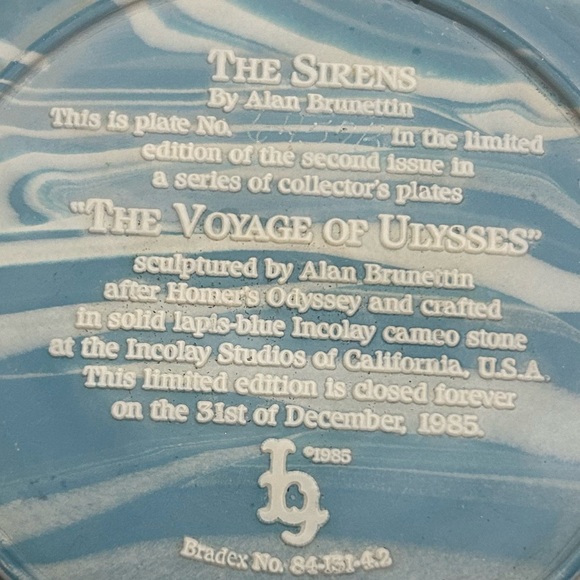 THE SIRENS
By Alan Brunettin
This is plate No. in the limited
edition of the second issue in
a series of collector's plates
"THE VOYAGE OF ULYSSES"
sculptured by Alan Brunettin
after Homer's Odyssey and crafted
in solid lapis-blue Incolay cameo stone
at the Incolay Studios of California, U.S.A.
This limited edition is closed forever
on the 31st of December, 1985.
©1985
Bradex No. 84-I31-4.2